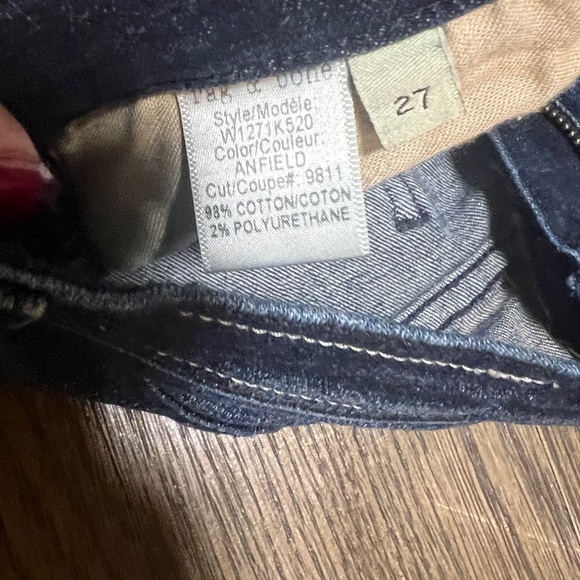 rag & bone
Style/Modèle:
W1271K520
Color/Couleur:
ANFIELD
Cut/Coupe#: 9811
98% COTTON/COTON
2% POLYURETHANE
27